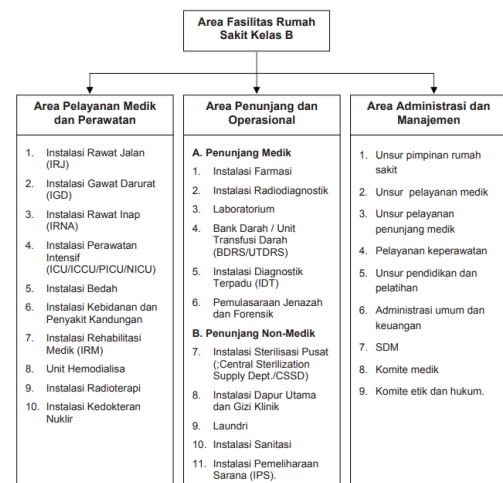 Area Fasilitas Rumah
Sakit Kelas B
Area Pelayanan Medik
dan Perawatan
1. Instalasi Rawat Jalan
(IRJ)
2. Instalasi Gawat Darurat
(IGD)
3. Instalasi Rawat Inap
(IRNA)
4. Instalasi Perawatan
Intensif
(ICU/ICCU/PICU/NICU)
5. Instalasi Bedah
6. Instalasi Kebidanan dan
Penyakit Kandungan
7. Instalasi Rehabilitasi
Medik (IRM)
8. Unit Hemodialisa
9. Instalasi Radioterapi
10. Instalasi Kedokteran
Nuklir
Area Penunjang dan
Operasional
A. Penunjang Medik
1. Instalasi Farmasi
2. Instalasi Radiodiagnostik
3. Laboratorium
4. Bank Darah / Unit
Transfusi Darah
(BDRS/UTDRS)
5. Instalasi Diagnostik
Terpadu (IDT)
6. Pemulasaraan Jenazah
dan Forensik
B. Penunjang Non-Medik
7. Instalasi Sterilisasi Pusat
(;Central Sterilization
Supply Dept./CSSD)
8. Instalasi Dapur Utama
dan Gizi Klinik
9. Laundri
10. Instalasi Sanitasi
11. Instalasi Pemeliharaan
Sarana (IPS).
Area Administrasi dan
Manajemen
1. Unsur pimpinan rumah
sakit
2. Unsur pelayanan medik
3. Unsur pelayanan
penunjang medik
4. Pelayanan keperawatan
5. Unsur pendidikan dan
pelatihan
6. Administrasi umum dan
keuangan
7. SDM
8. Komite medik
9. Komite etik dan hukum.